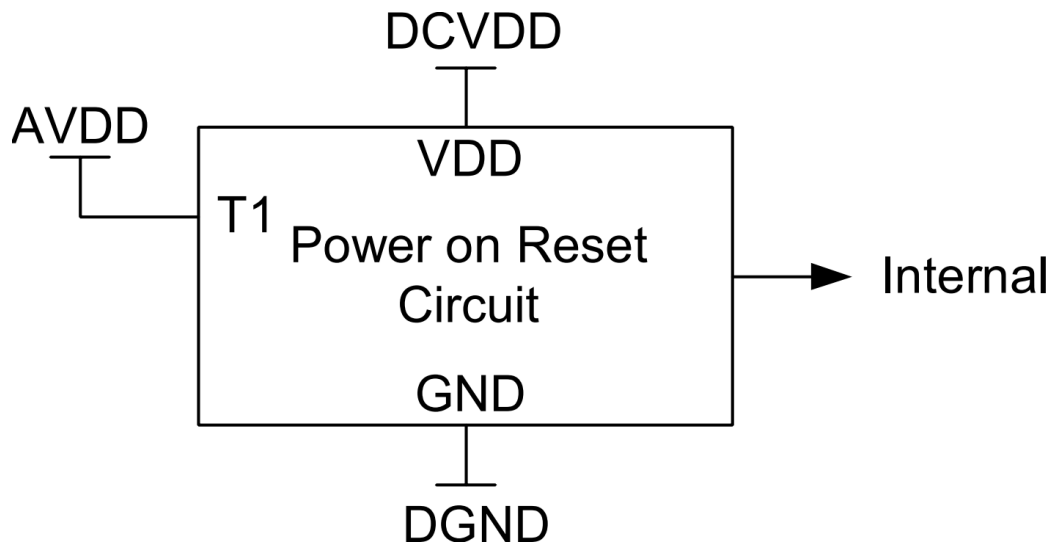 DCVDD
AVDD
VDD
T1
Power on Reset
Circuit
Internal
GND
DGND